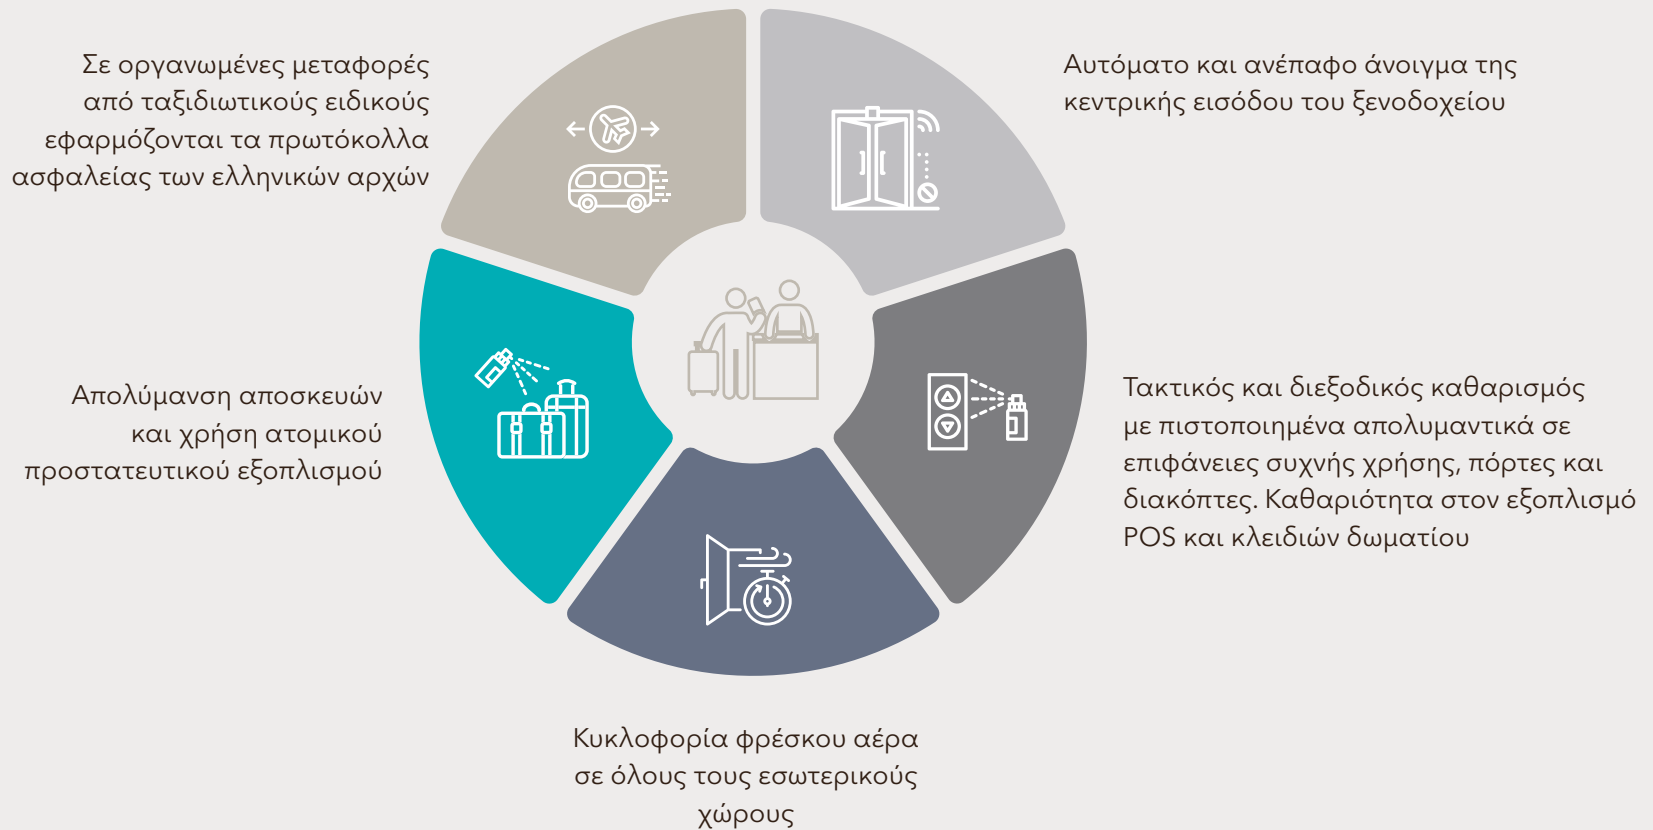 Σε οργανωμένες μεταφορές
από ταξιδιωτικούς ειδικούς
εφαρμόζονται τα πρωτόκολλα
ασφαλείας των ελληνικών αρχών
Αυτόματο και ανέπαφο άνοιγμα της
κεντρικής εισόδου του ξενοδοχείου
Απολύμανση αποσκευών
και χρήση ατομικού
προστατευτικού εξοπλισμού
Τακτικός και διεξοδικός καθαρισμός
με πιστοποιημένα απολυμαντικά σε
επιφάνειες συχνής χρήσης, πόρτες και
διακόπτες. Καθαριότητα στον εξοπλισμό
POS και κλειδιών δωματίου
Κυκλοφορία φρέσκου αέρα
σε όλους τους εσωτερικούς
χώρους